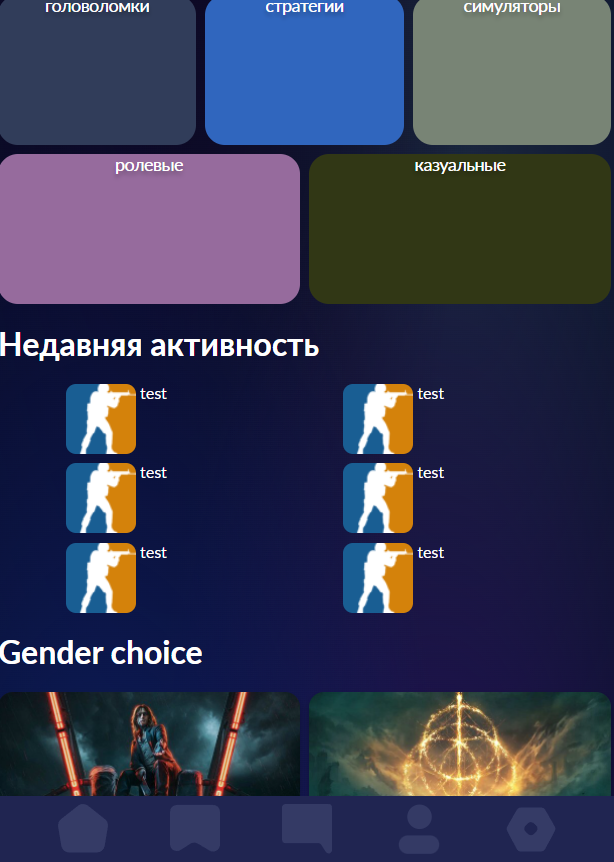 головоломки стратегии симуляторы
ролевые казуальные
Недавняя активность
test test
test test
test test
Gender choice